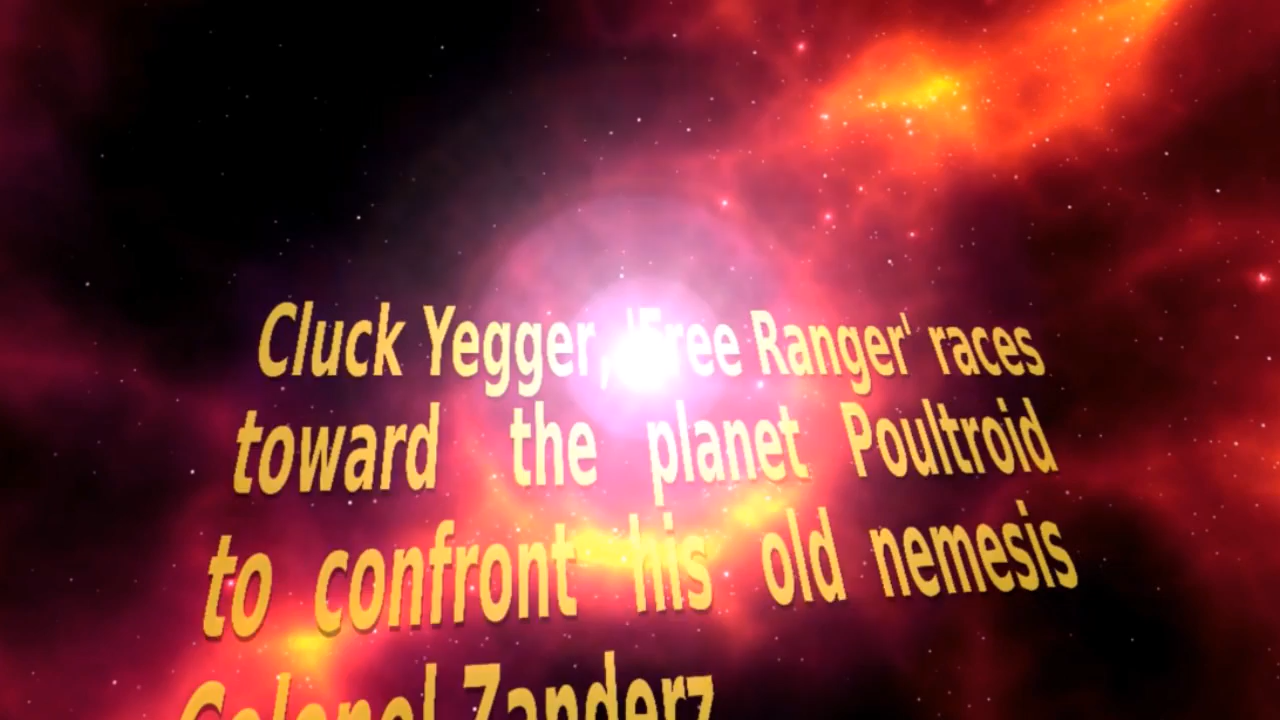 Cluck Yegger, 'Free Ranger' races
toward the planet Poultroid
to confront his old nemesis
Colonel Zanderz